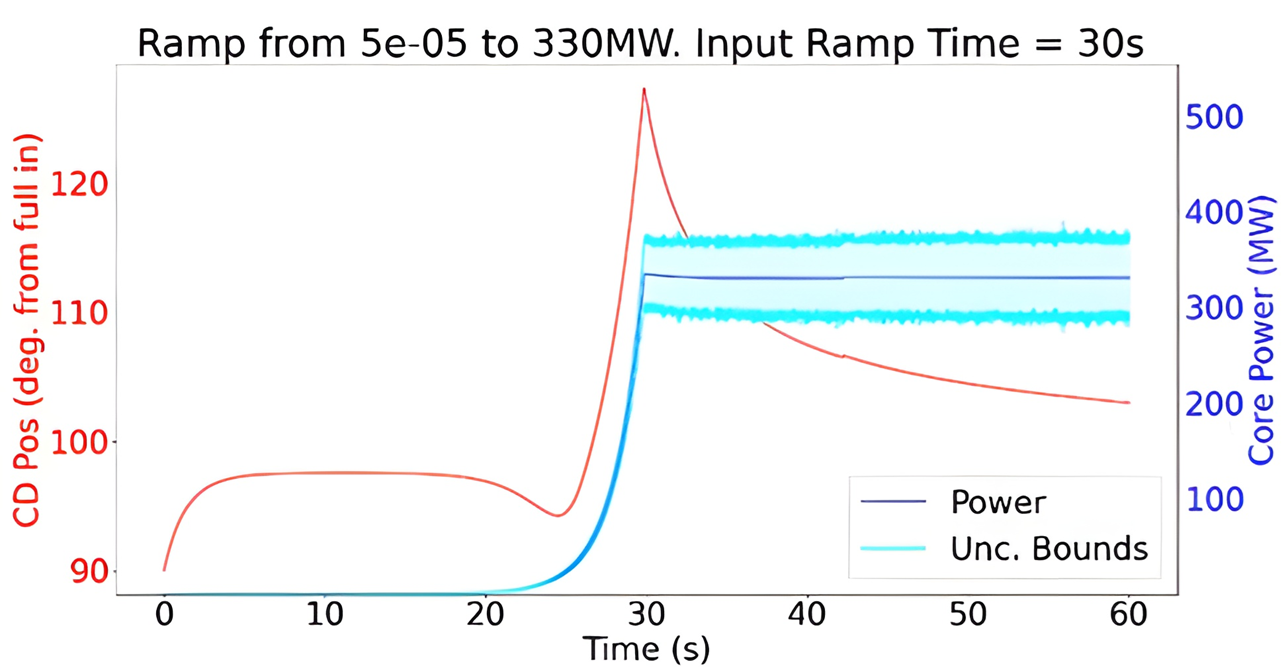 Ramp from 5e-05 to 330MW. Input Ramp Time = 30s
CD Pos (deg. from full in)
120
110
100
90
500
400
300
200
100
Core Power (MW)
Power
Unc. Bounds
0 10 20 30 40 50 60
Time (s)